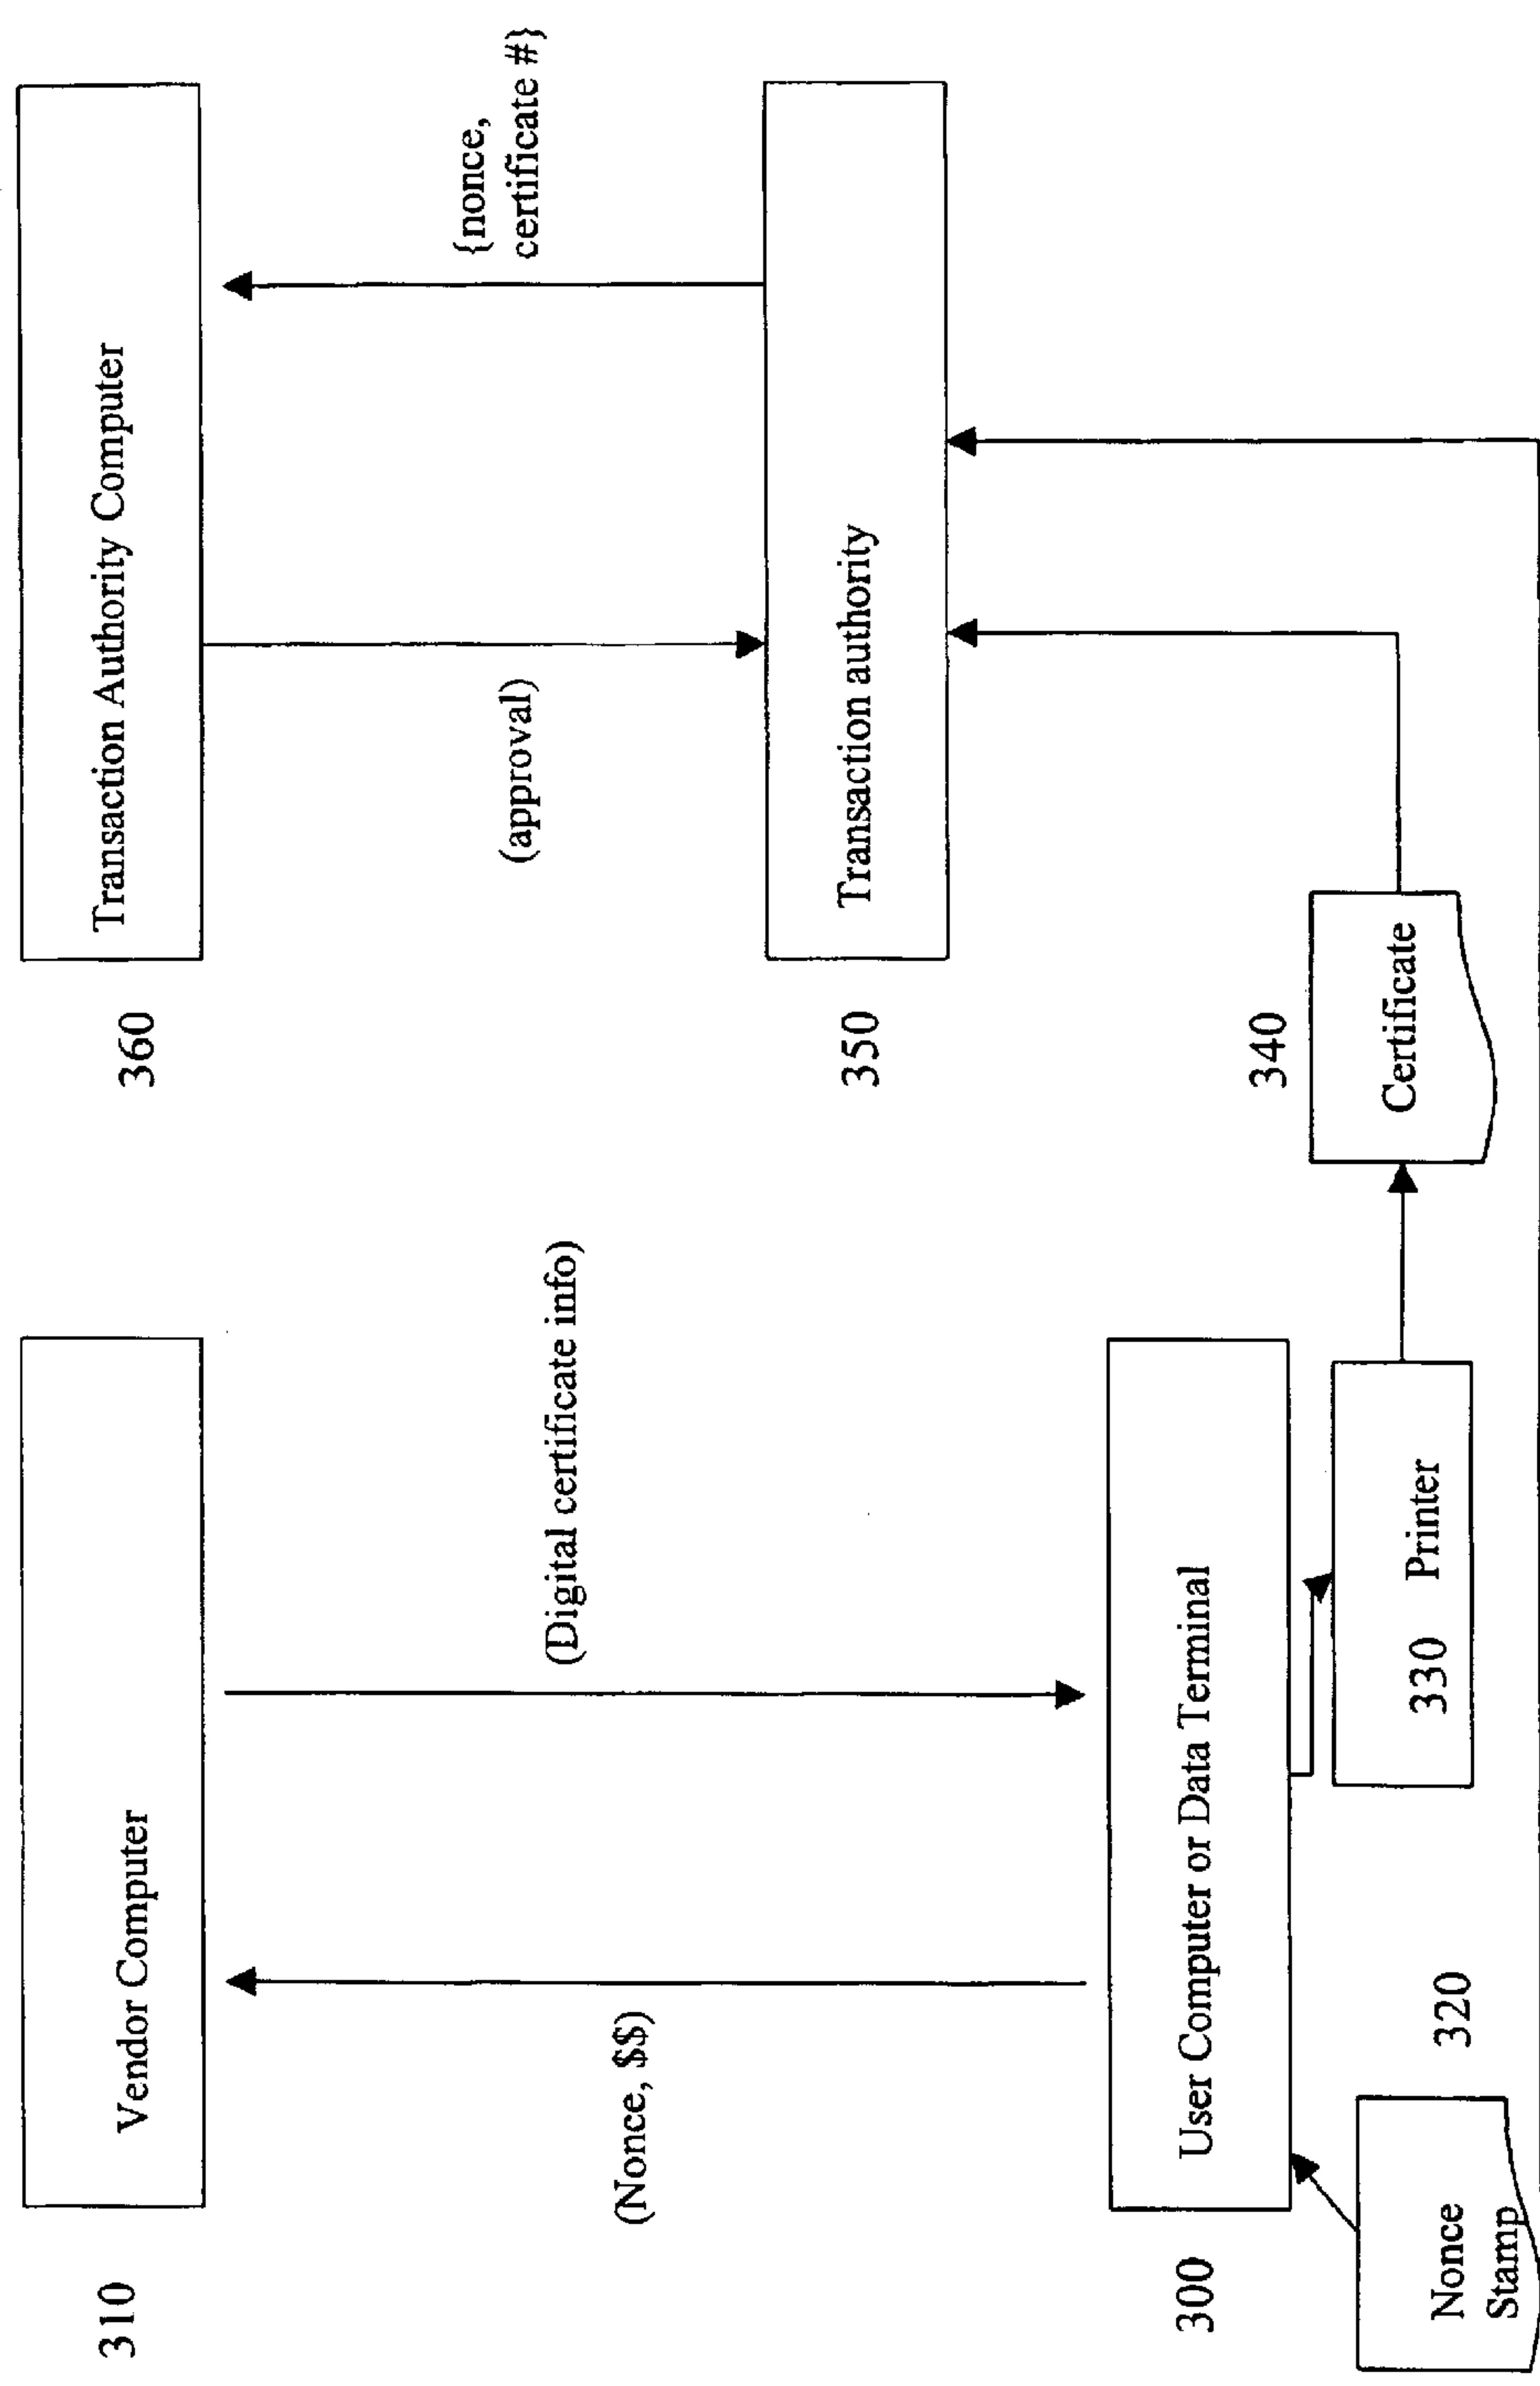 310
Vendor Computer
360
Transaction Authority Computer
(Nonce, $$)
(Digital certificate info)
(approval)
{nonce,
certificate #}
350
Transaction authority
300
User Computer or Data Terminal
340
Certificate
330 Printer
320
Nonce
Stamp